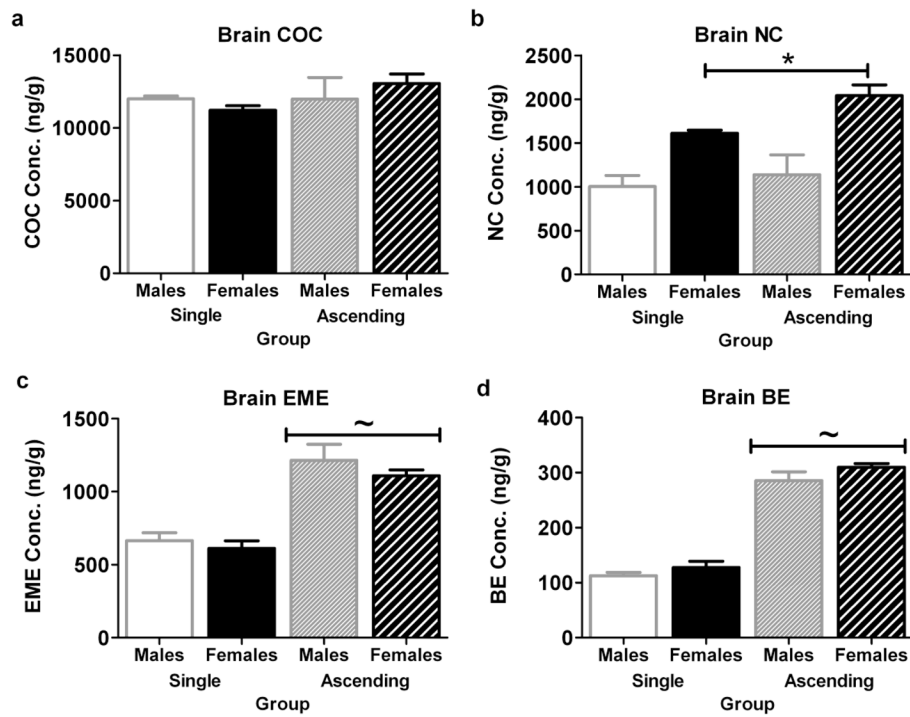 a
Brain COC
COC Conc. (ng/g)
15000
10000
5000
0
Males Females Males Females
Single Ascending
Group
b
Brain NC
NC Conc. (ng/g)
2500
2000
1500
1000
500
0
*
Males Females Males Females
Single Ascending
Group
c
Brain EME
EME Conc. (ng/g)
1500
1000
500
0
~
Males Females Males Females
Single Ascending
Group
d
Brain BE
BE Conc. (ng/g)
400
300
200
100
0
~
Males Females Males Females
Single Ascending
Group